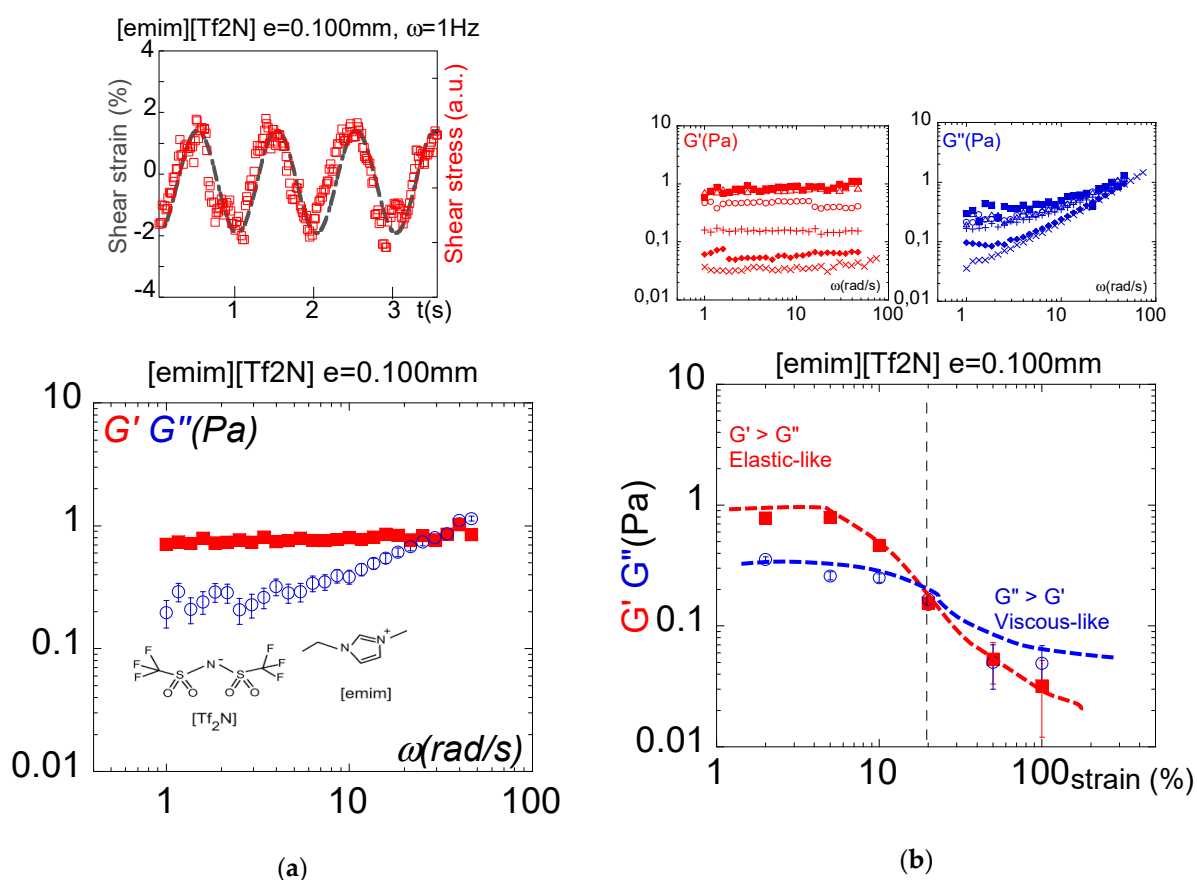 [emim][Tf2N] e=0.100mm, ω=1Hz
4
2
0
-2
-4
Shear strain (%)
Shear stress (a.u.)
1 2 3 t(s)
[emim][Tf2N] e=0.100mm
10
1
0.1
0.01
G' G''(Pa)
F
F
F
S
O
O
N
-
S
O
O
F
F
F
[Tf2N]
N
N
+
[emim]
ω(rad/s)
1 10 100
(a)
10
1
0,1
0,01
G'(Pa)
ω(rad/s)
1 10 100
10
1
0,1
0,01
G''(Pa)
ω(rad/s)
1 10 100
[emim][Tf2N] e=0.100mm
10
1
0.1
0.01
G' G''(Pa)
G' > G''
Elastic-like
G'' > G'
Viscous-like
1 10 100 strain (%)
(b)